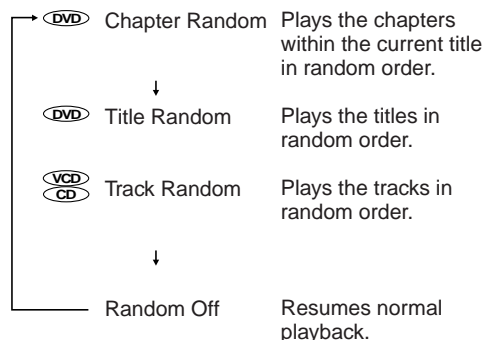 DVD Chapter Random Plays the chapters
within the current title
in random order.
DVD Title Random Plays the titles in
random order.
VCD
CD Track Random Plays the tracks in
random order.
Random Off Resumes normal
playback.